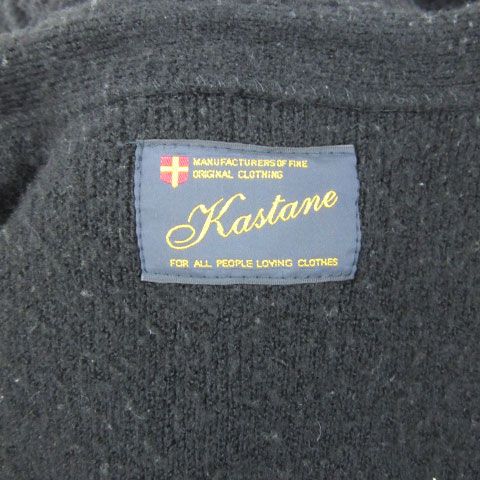 MANUFACTURERS OF FINE
ORIGINAL CLOTHING
Kastane
FOR ALL PEOPLE LOVING CLOTHES